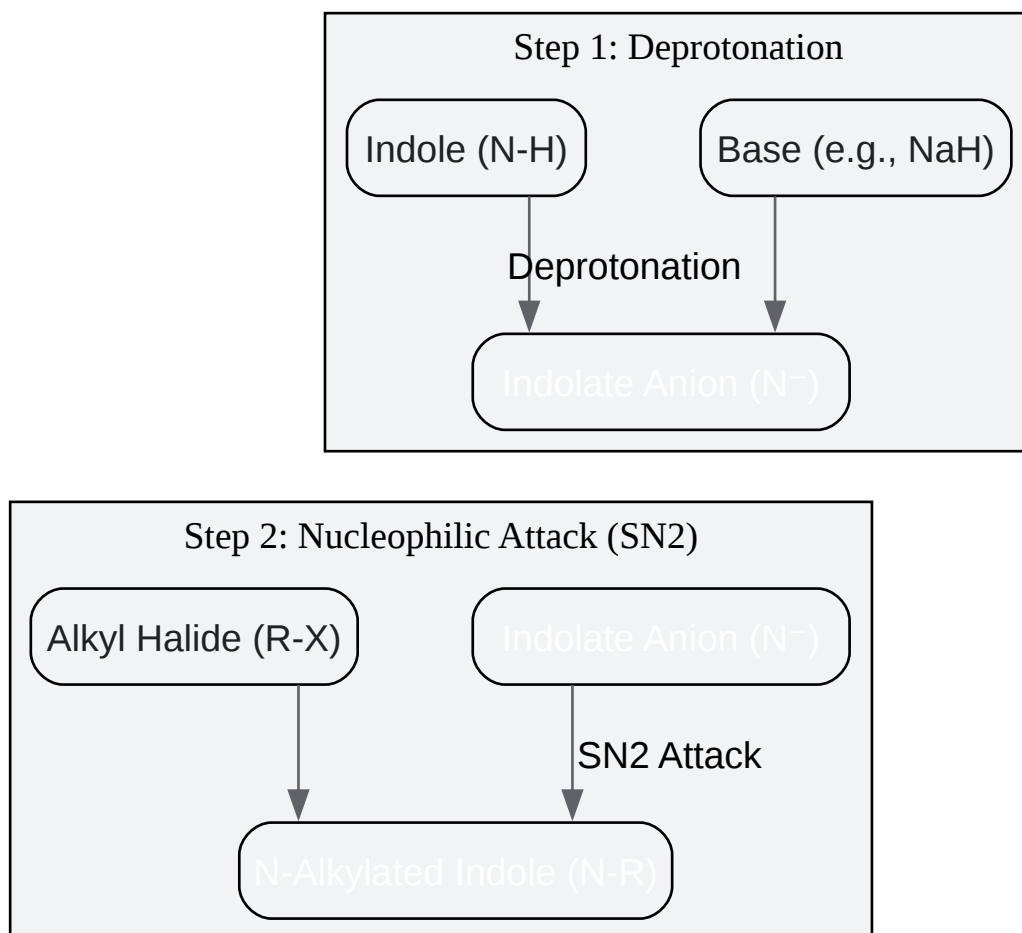 Step 1: Deprotonation
Indole (N-H)
Base (e.g., NaH)
Deprotonation
Indolate Anion (N⁻)
Step 2: Nucleophilic Attack (SN2)
Alkyl Halide (R-X)
Indolate Anion (N⁻)
SN2 Attack
N-Alkylated Indole (N-R)